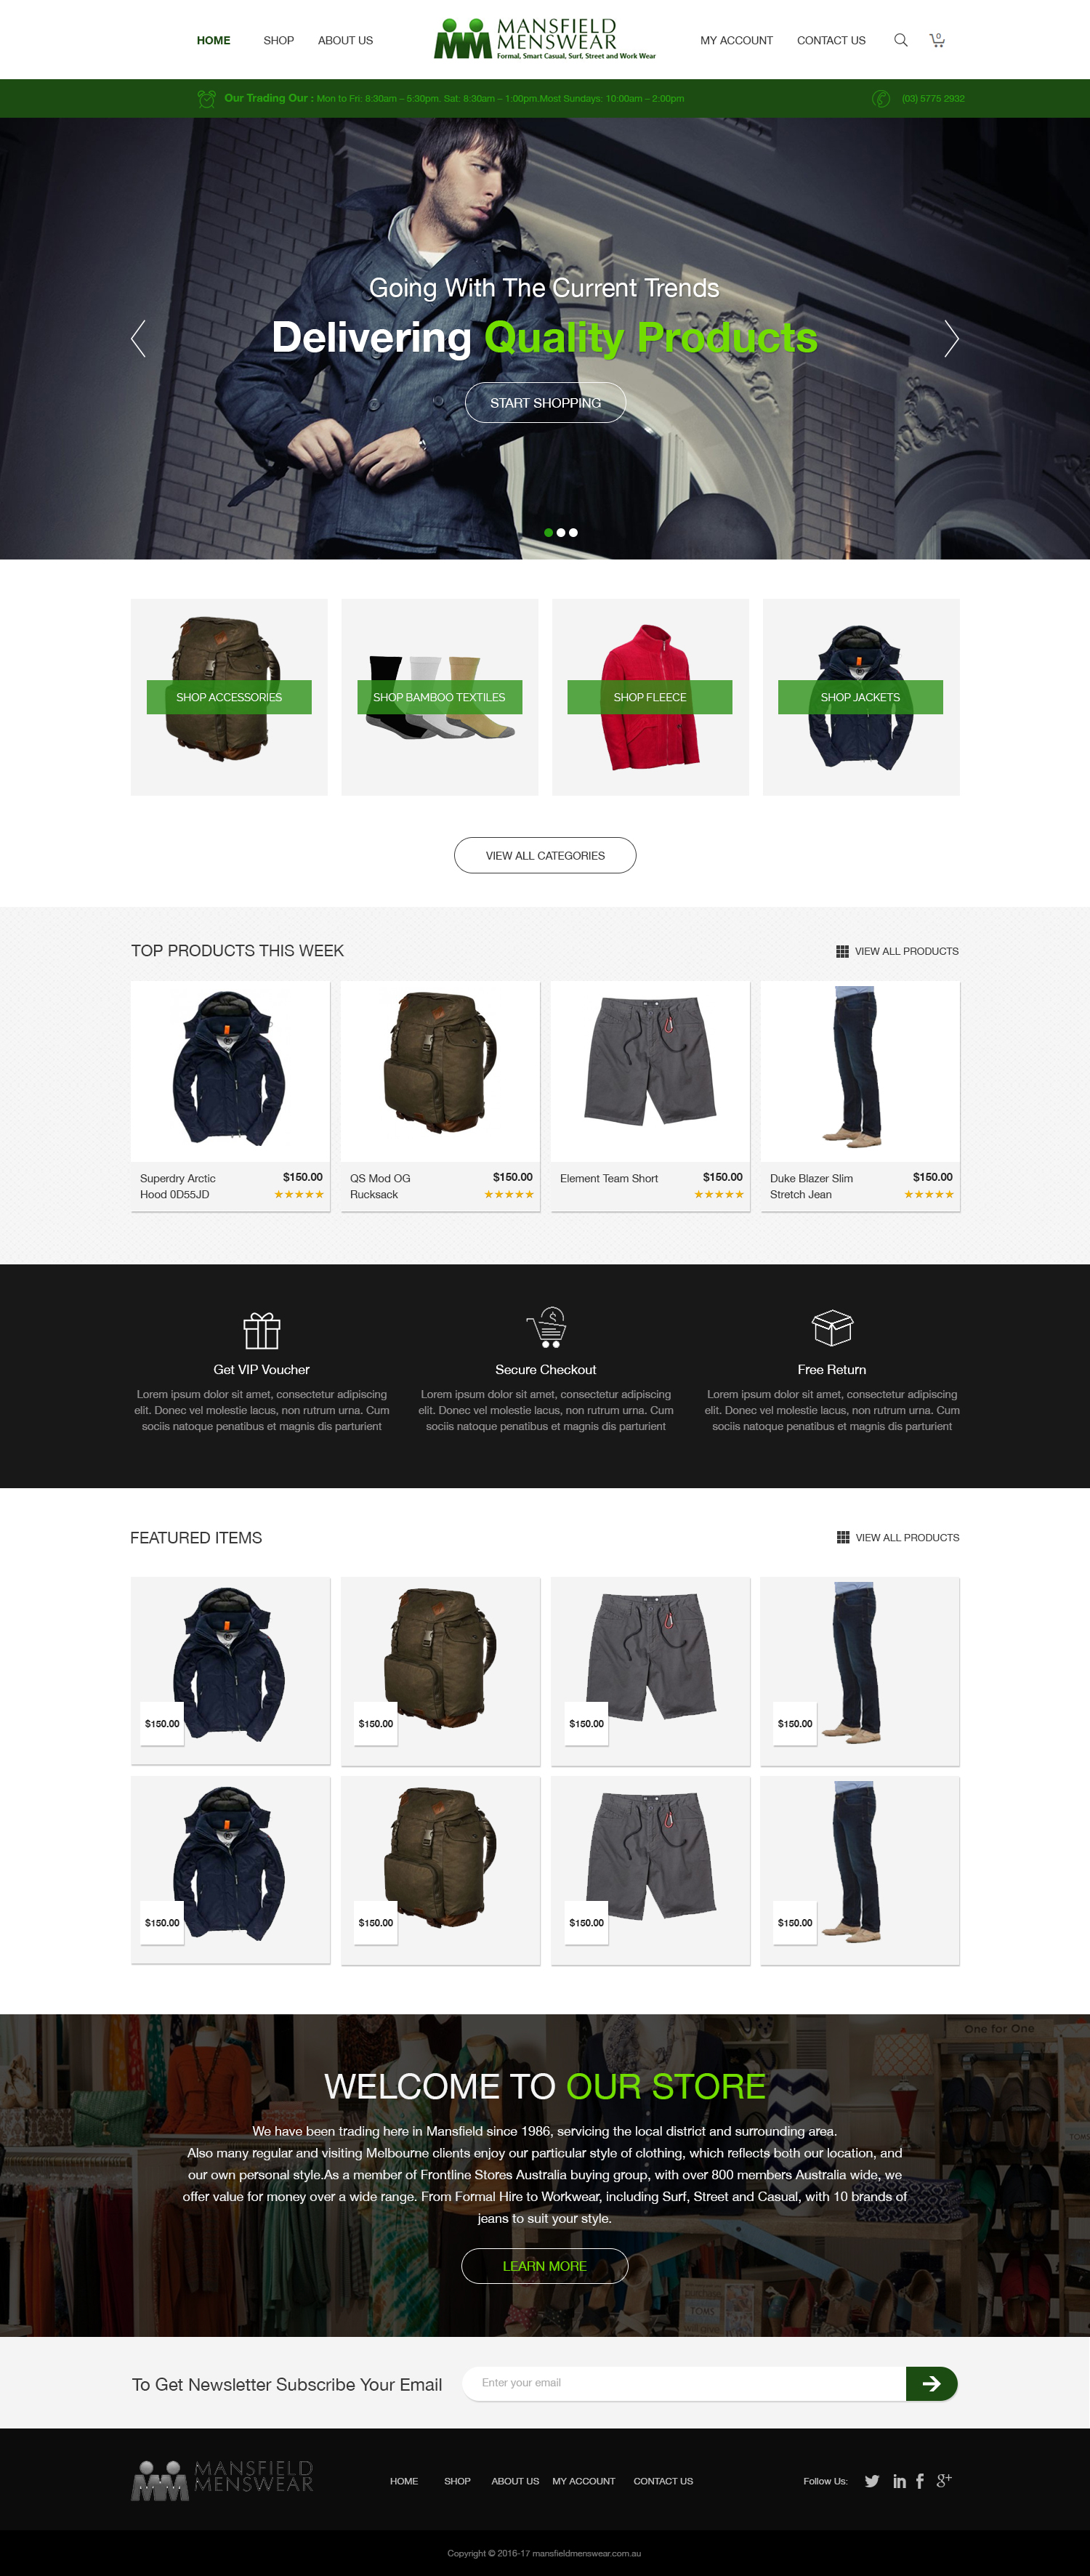 HOME SHOP ABOUT US
MANSFIELD
MENSWEAR
Formal, Smart Casual, Surf, Street and Work Wear
MY ACCOUNT CONTACT US 0
Our Trading Our : Mon to Fri: 8:30am – 5:30pm. Sat: 8:30am – 1:00pm.Most Sundays: 10:00am – 2:00pm
(03) 5775 2932
Going With The Current Trends
Delivering Quality Products
START SHOPPING
SHOP ACCESSORIES
SHOP BAMBOO TEXTILES
SHOP FLEECE
SHOP JACKETS
VIEW ALL CATEGORIES
TOP PRODUCTS THIS WEEK
VIEW ALL PRODUCTS
Superdry Arctic
Hood 0D55JD
$150.00
QS Mod OG
Rucksack
$150.00
Element Team Short
$150.00
Duke Blazer Slim
Stretch Jean
$150.00
Get VIP Voucher
Lorem ipsum dolor sit amet, consectetur adipiscing
elit. Donec vel molestie lacus, non rutrum urna. Cum
sociis natoque penatibus et magnis dis parturient
Secure Checkout
Lorem ipsum dolor sit amet, consectetur adipiscing
elit. Donec vel molestie lacus, non rutrum urna. Cum
sociis natoque penatibus et magnis dis parturient
Free Return
Lorem ipsum dolor sit amet, consectetur adipiscing
elit. Donec vel molestie lacus, non rutrum urna. Cum
sociis natoque penatibus et magnis dis parturient
FEATURED ITEMS
VIEW ALL PRODUCTS
$150.00
$150.00
$150.00
$150.00
$150.00
$150.00
$150.00
$150.00
One for One
WELCOME TO OUR STORE
We have been trading here in Mansfield since 1986, servicing the local district and surrounding area.
Also many regular and visiting Melbourne clients enjoy our particular style of clothing, which reflects both our location, and
our own personal style.As a member of Frontline Stores Australia buying group, with over 800 members Australia wide, we
offer value for money over a wide range. From Formal Hire to Workwear, including Surf, Street and Casual, with 10 brands of
jeans to suit your style.
LEARN MORE
TOMS
To Get Newsletter Subscribe Your Email
Enter your email
MANSFIELD
MENSWEAR
HOME SHOP ABOUT US MY ACCOUNT CONTACT US
Follow Us:
Copyright © 2016-17 mansfieldmenswear.com.au